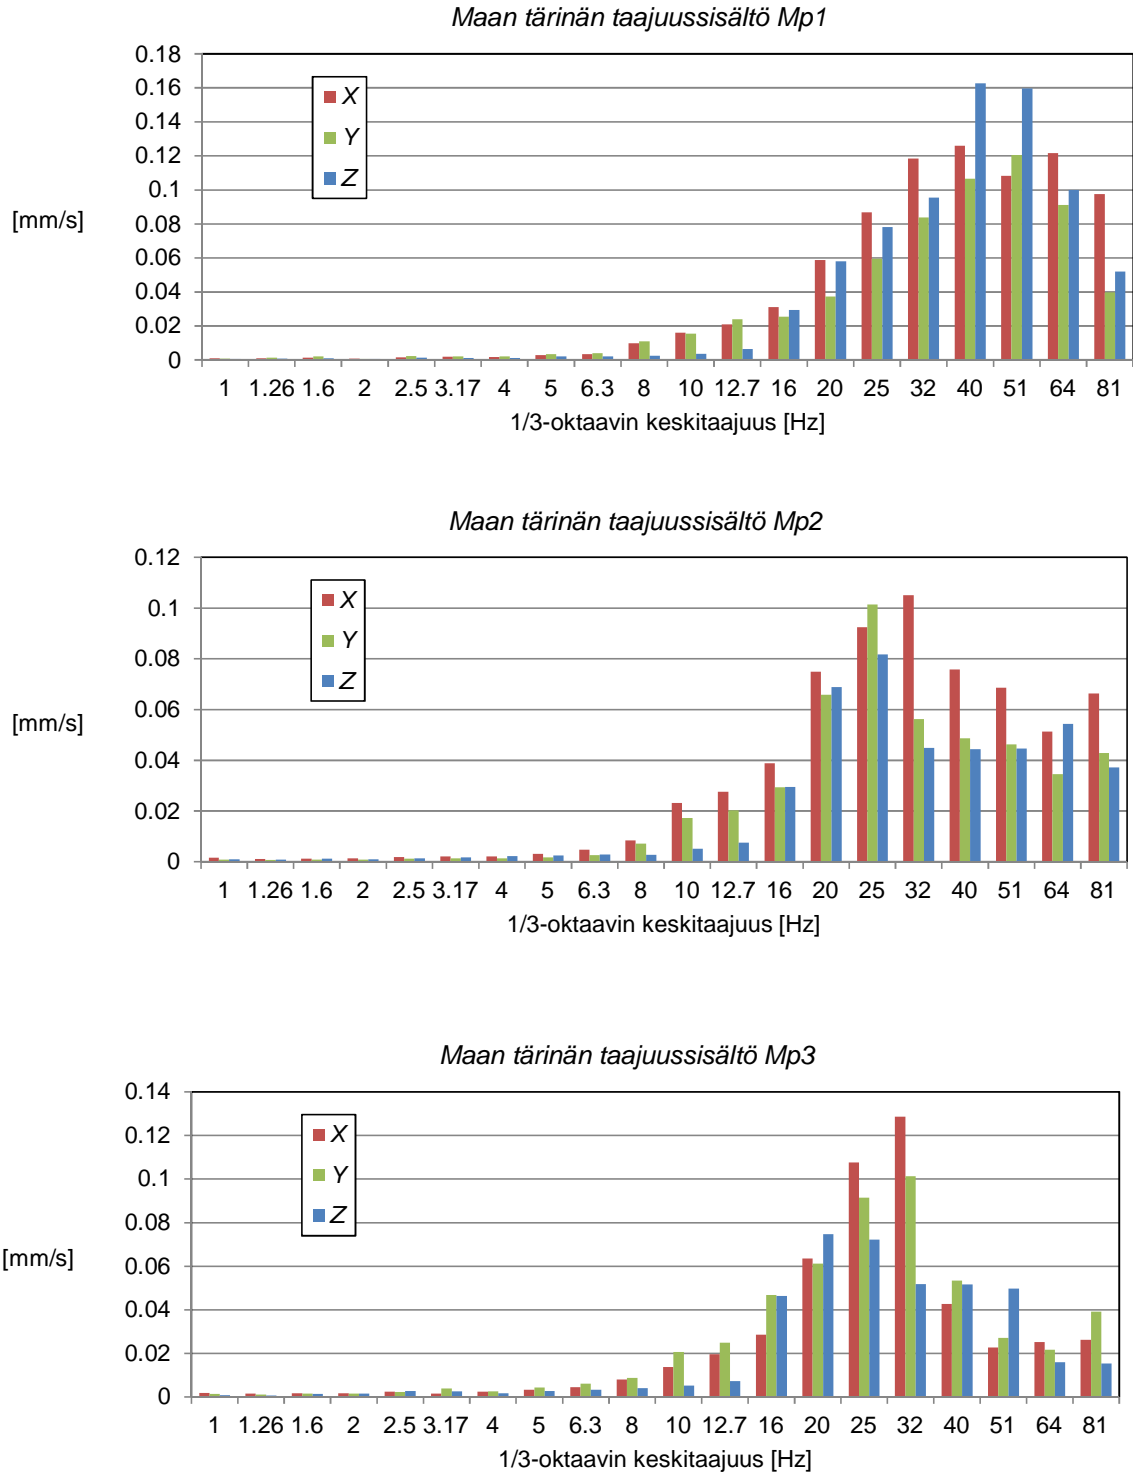 Maan tärinän taajuussisältö Mp1
0.18
0.16
0.14
0.12
0.1
0.08
0.06
0.04
0.02
0
[mm/s]
X
Y
Z
1 1.26 1.6 2 2.5 3.17 4 5 6.3 8 10 12.7 16 20 25 32 40 51 64 81
1/3-oktaavin keskitaajuus [Hz]
Maan tärinän taajuussisältö Mp2
0.12
0.1
0.08
0.06
0.04
0.02
0
[mm/s]
X
Y
Z
1 1.26 1.6 2 2.5 3.17 4 5 6.3 8 10 12.7 16 20 25 32 40 51 64 81
1/3-oktaavin keskitaajuus [Hz]
Maan tärinän taajuussisältö Mp3
0.14
0.12
0.1
0.08
0.06
0.04
0.02
0
[mm/s]
X
Y
Z
1 1.26 1.6 2 2.5 3.17 4 5 6.3 8 10 12.7 16 20 25 32 40 51 64 81
1/3-oktaavin keskitaajuus [Hz]